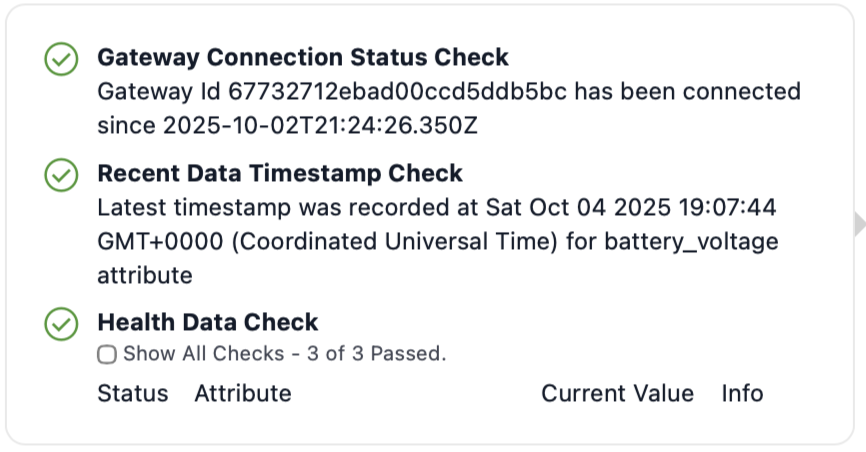 Gateway Connection Status Check
Gateway Id 67732712ebad00ccd5ddb5bc has been connected
since 2025-10-02T21:24:26.350Z
Recent Data Timestamp Check
Latest timestamp was recorded at Sat Oct 04 2025 19:07:44
GMT+0000 (Coordinated Universal Time) for battery_voltage
attribute
Health Data Check
Show All Checks - 3 of 3 Passed.
Status Attribute Current Value Info